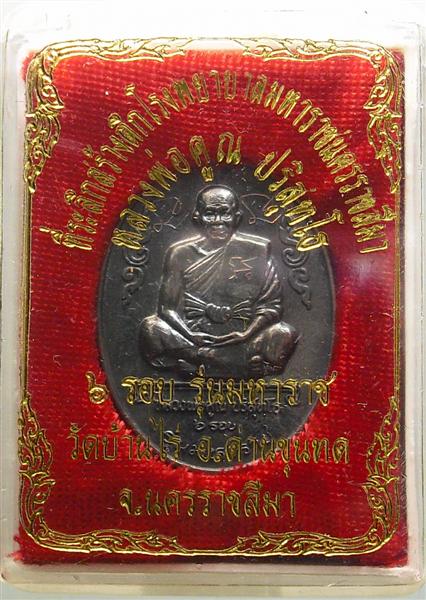 ที่ระลึกสร้างตึกโรงพยาบาลมหาราชนครราชสีมา
หลวงพ่อคูณ ปริสุทโธ
๖ รอบ
๖ รอบ รุ่นมหาราช
วัดบ้านไร่ อ.ด่านขุนทด
จ.นครราชสีมา